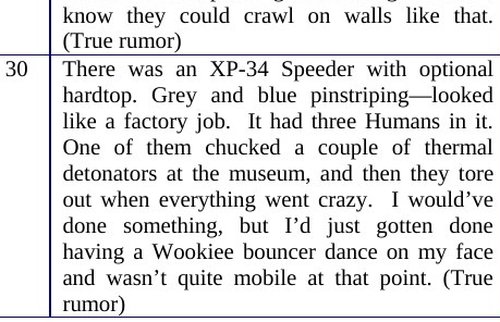 know they could crawl on walls like that.
(True rumor)
30 There was an XP-34 Speeder with optional
hardtop. Grey and blue pinstriping—looked
like a factory job. It had three Humans in it.
One of them chucked a couple of thermal
detonators at the museum, and then they tore
out when everything went crazy. I would’ve
done something, but I’d just gotten done
having a Wookiee bouncer dance on my face
and wasn’t quite mobile at that point. (True
rumor)